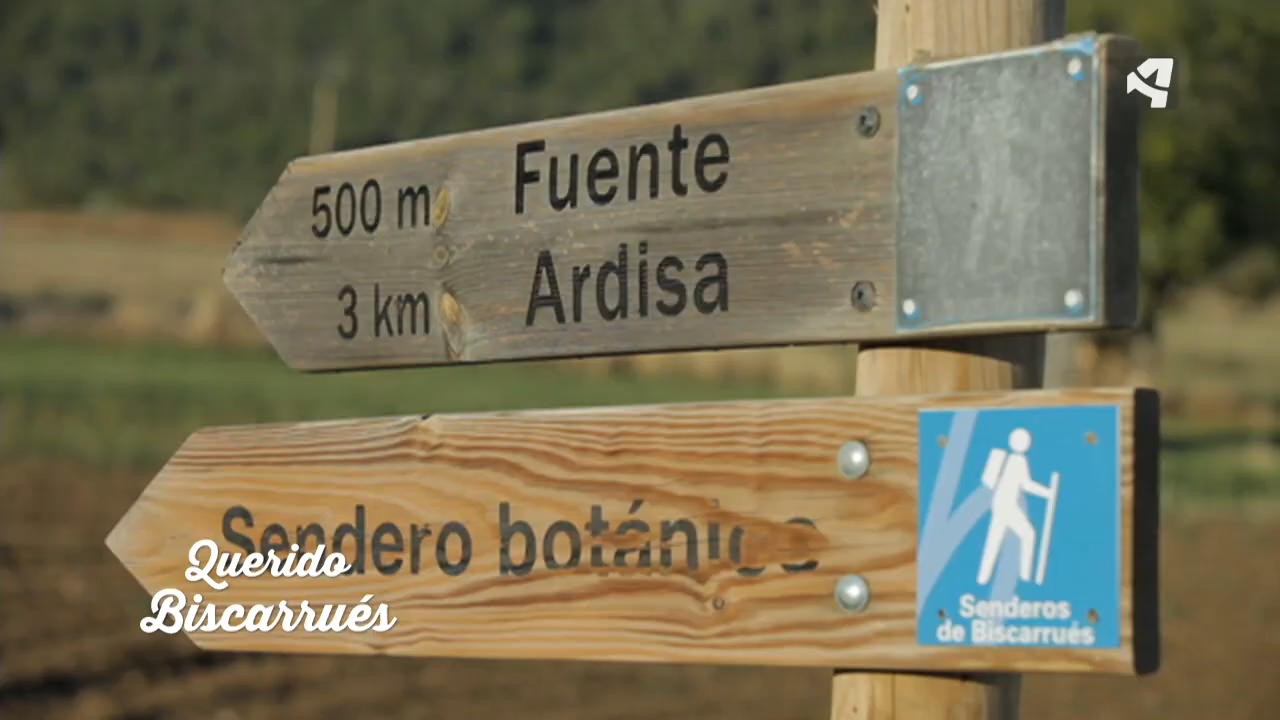 500 m Fuente
3 km Ardisa
Sendero botánico
Querido
Biscarrués
Senderos
de Biscarrués